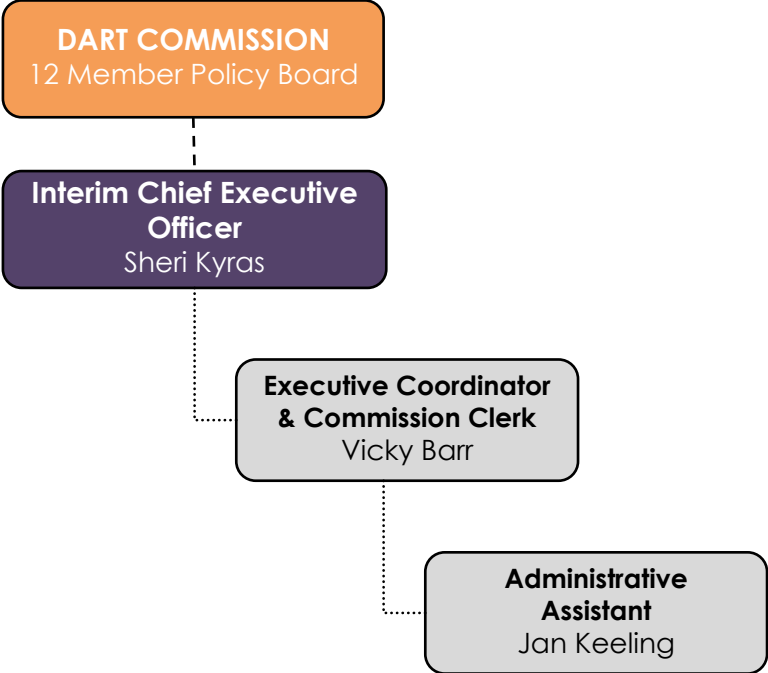 DART COMMISSION
12 Member Policy Board
Interim Chief Executive
Officer
Sheri Kyras
Executive Coordinator
& Commission Clerk
Vicky Barr
Administrative
Assistant
Jan Keeling